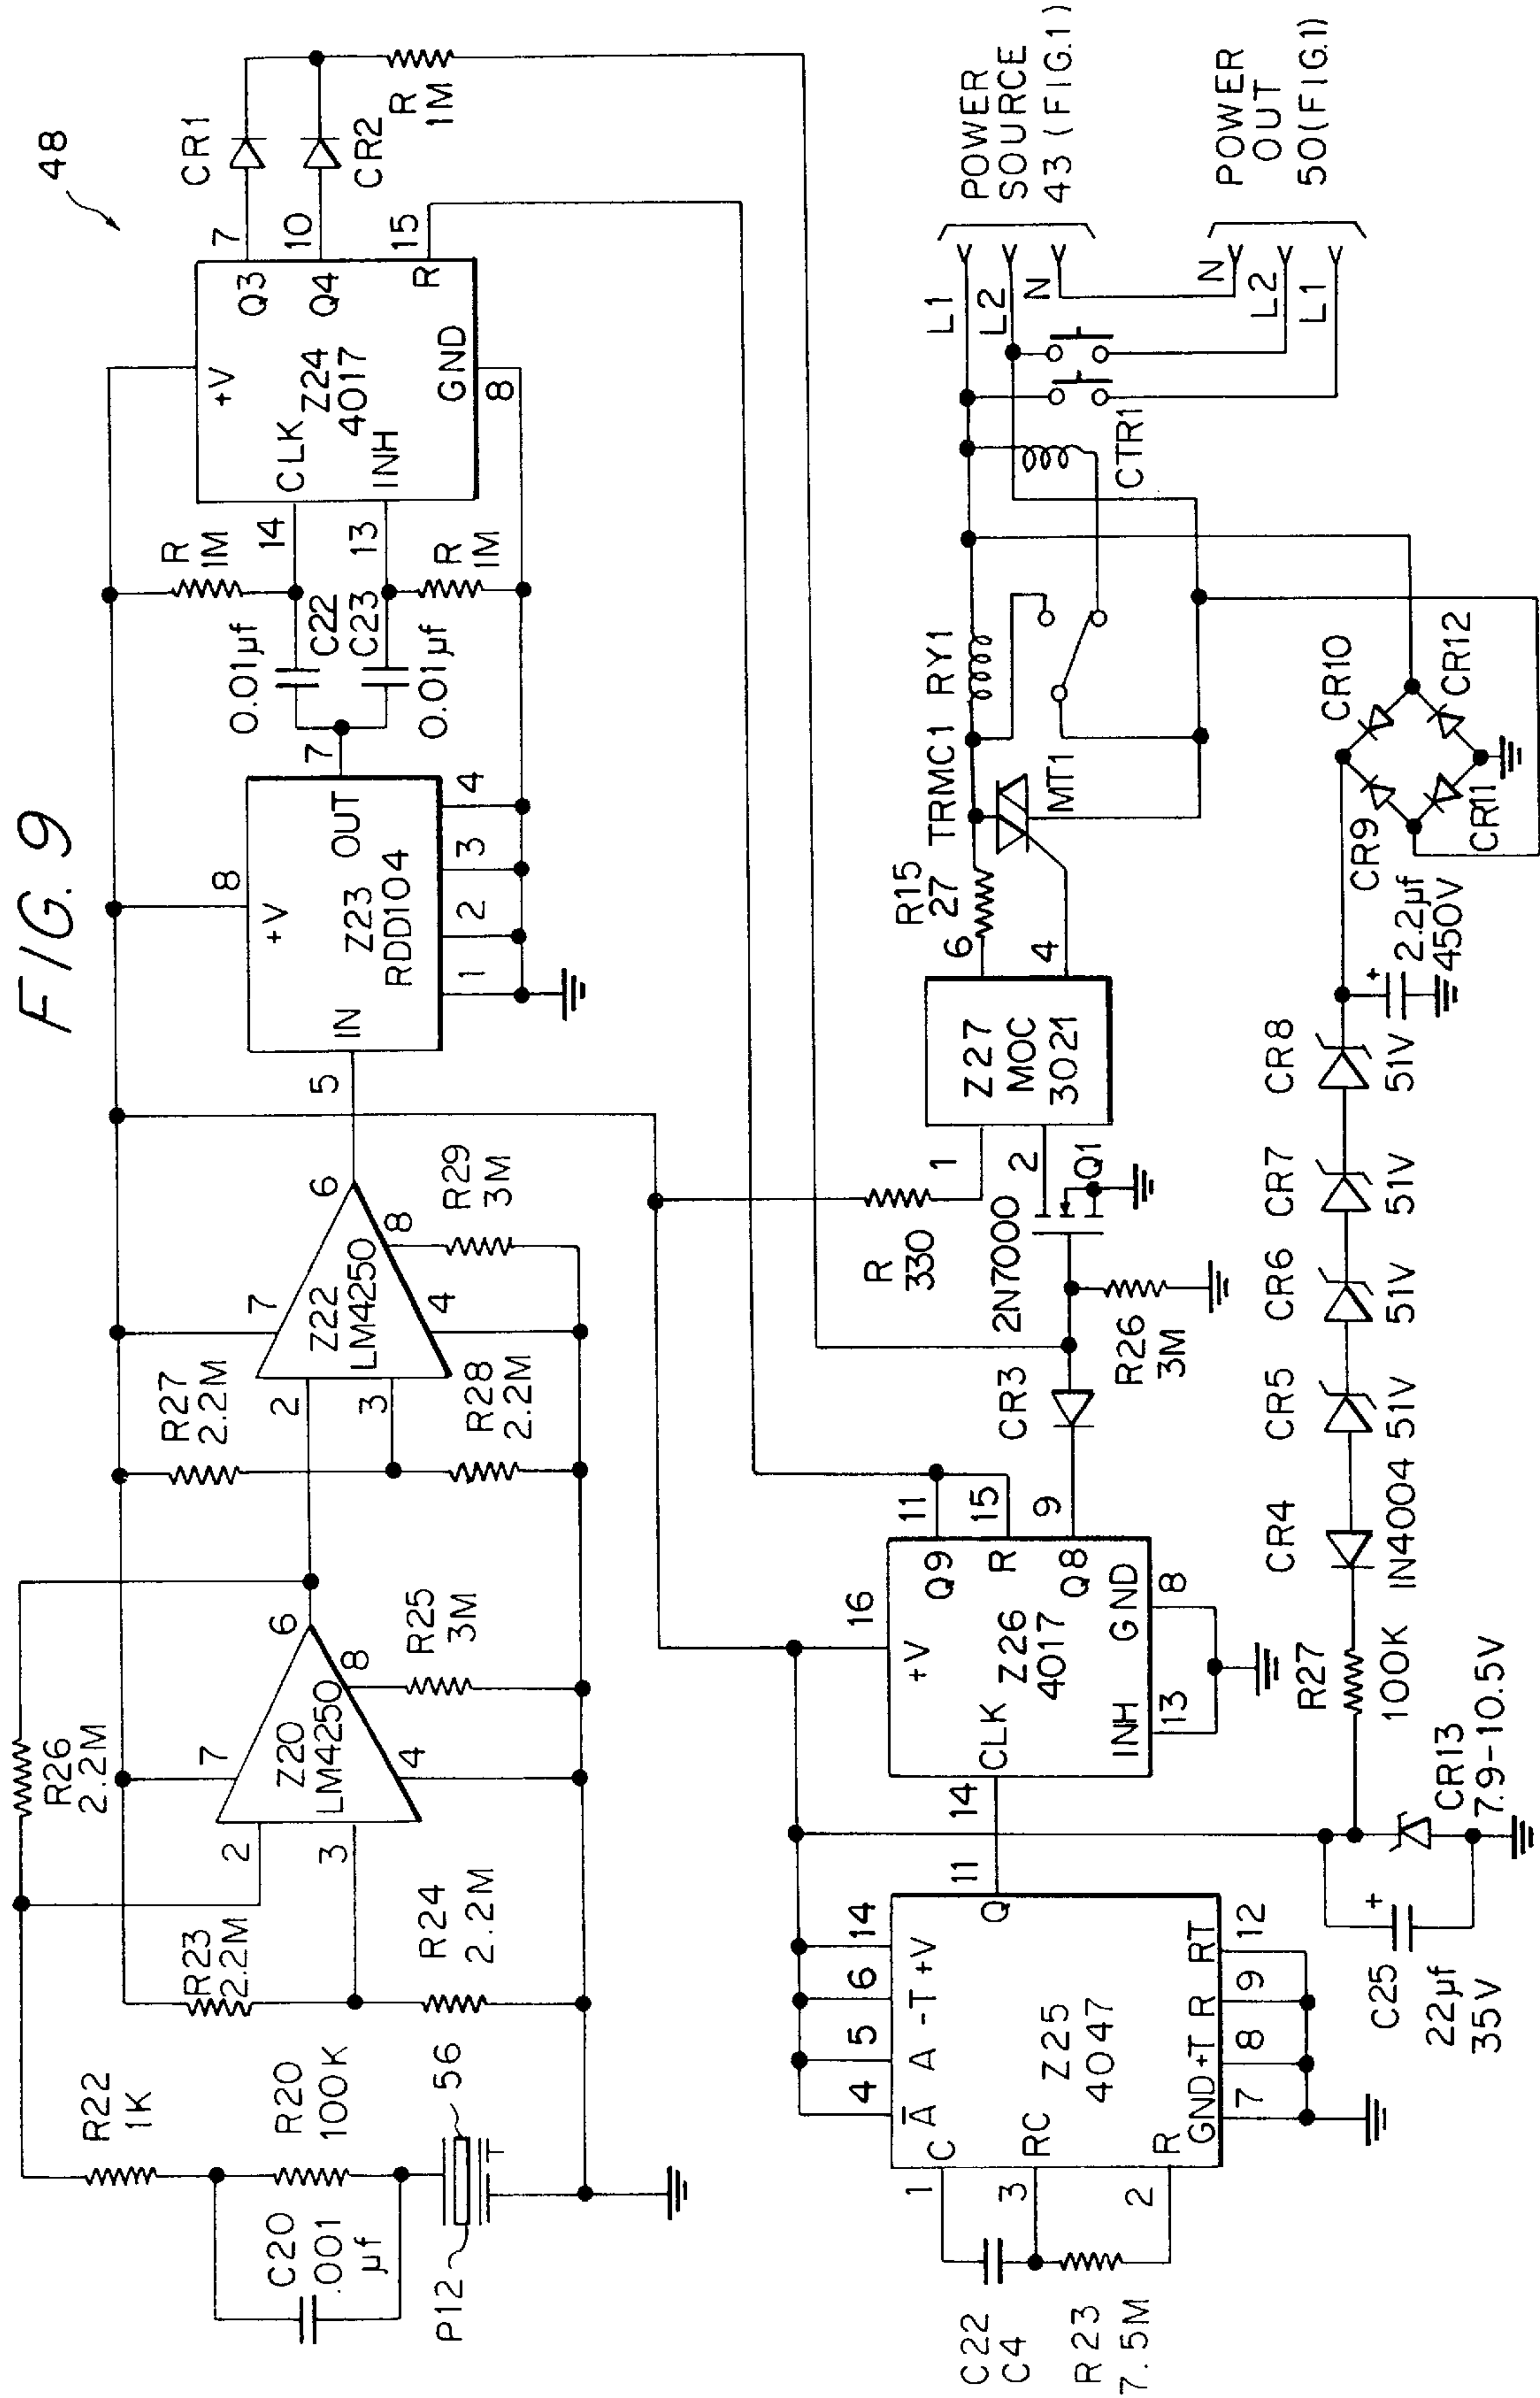 FIG. 9
48
R22
1K
R20
100K
C20
.001
µf
P12
56
R23
2.2M
R24
2.2M
R26
2.2M
2
3
7
Z20
LM4250
4
8
6
R25
3M
R27
2.2M
R28
2.2M
2
3
7
Z22
LM4250
4
8
6
R29
3M
5
IN
8
+V
Z23
RDD104
OUT
7
1
2
3
4
0.01µf
C22
C23
0.01µf
R
1M
R
1M
14
13
+V
CLK
Z24
4017
INH
GND
8
Q3
Q4
R
7
10
15
CR1
CR2
R
1M
C22
C4
R23
7.5M
1
3
2
C
RC
R
4
5
6
14
A̅
A
-T
+V
Z25
4047
Q
11
GND
+T
R
RT
7
8
9
12
14
CLK
16
+V
Z26
4017
INH
GND
13
8
Q9
R
Q8
11
15
9
CR3
R26
3M
R
330
2N7000
Q1
1
2
Z27
MOC
3021
6
4
R15
27
TRMC1
MT1
RY1
CTR1
L1
L2
N
POWER
SOURCE
43 (FIG.1)
N
L2
L1
POWER
OUT
50(FIG.1)
C25
22µf
35V
CR13
7.9-10.5V
R27
100K
CR4
IN4004
CR5
51V
CR6
51V
CR7
51V
CR8
51V
2.2µf
450V
CR9
CR10
CR11
CR12